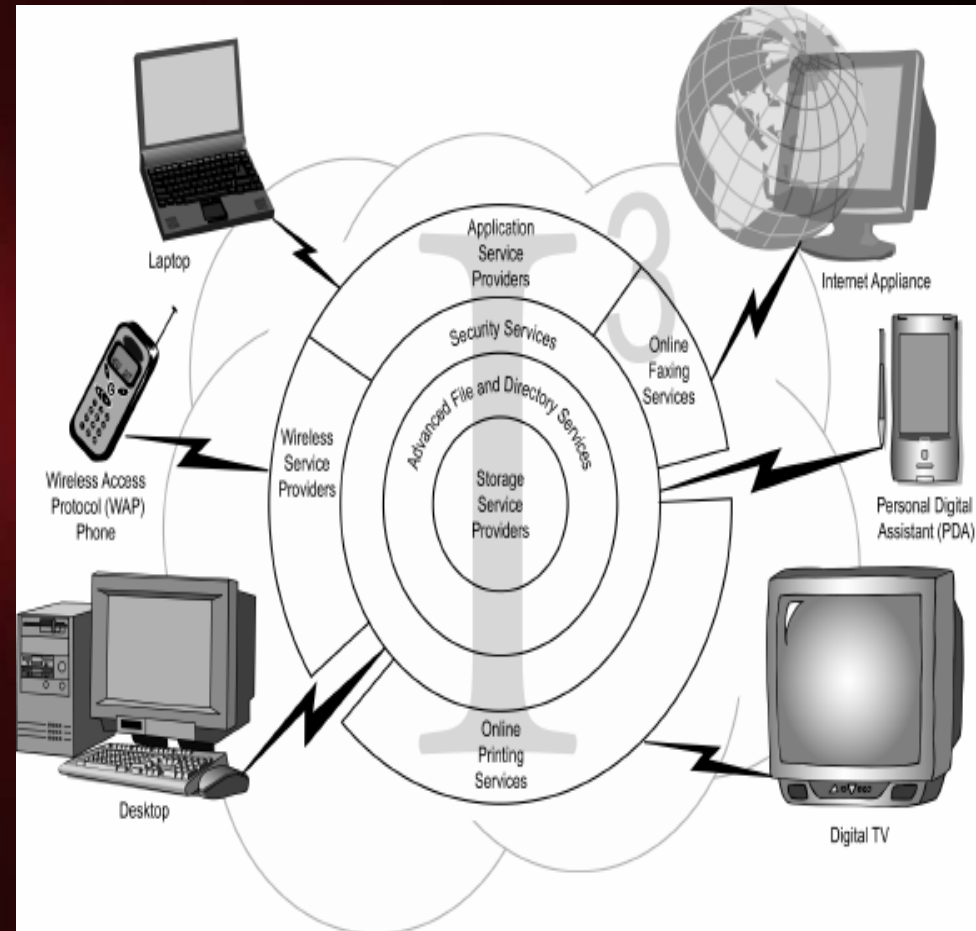 Laptop
Application
Service
Providers
3
I
Internet Appliance
Security Services
Online
Faxing
Services
Advanced File and Directory Services
Wireless
Service
Providers
Storage
Service
Providers
Wireless Access
Protocol (WAP)
Phone
Personal Digital
Assistant (PDA)
Online
Printing
Services
Desktop
Digital TV